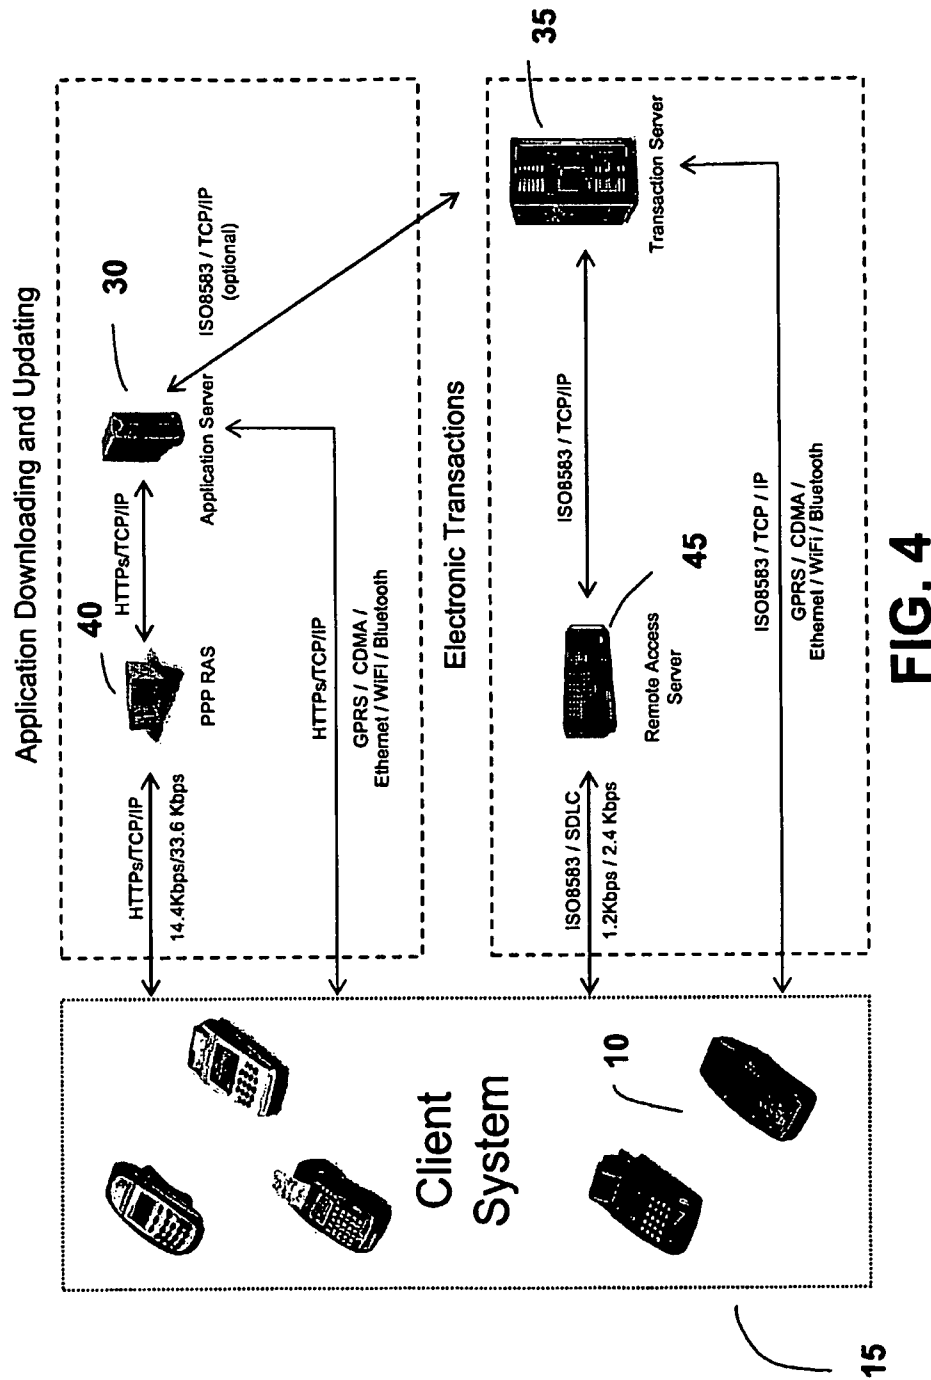 Application Downloading and Updating
HTTPs/TCP/IP
14.4Kbps/33.6 Kbps
40
PPP RAS
HTTPs/TCP/IP
30
Application Server
ISO8583 / TCP/IP
(optional)
HTTPs/TCP/IP
GPRS / CDMA /
Ethernet / WiFi / Bluetooth
Client
System
10
15
Electronic Transactions
ISO8583 / SDLC
1.2Kbps / 2.4 Kbps
Remote Access
Server
45
ISO8583 / TCP/IP
35
Transaction Server
ISO8583 / TCP / IP
GPRS / CDMA /
Ethernet / WiFi / Bluetooth
FIG. 4